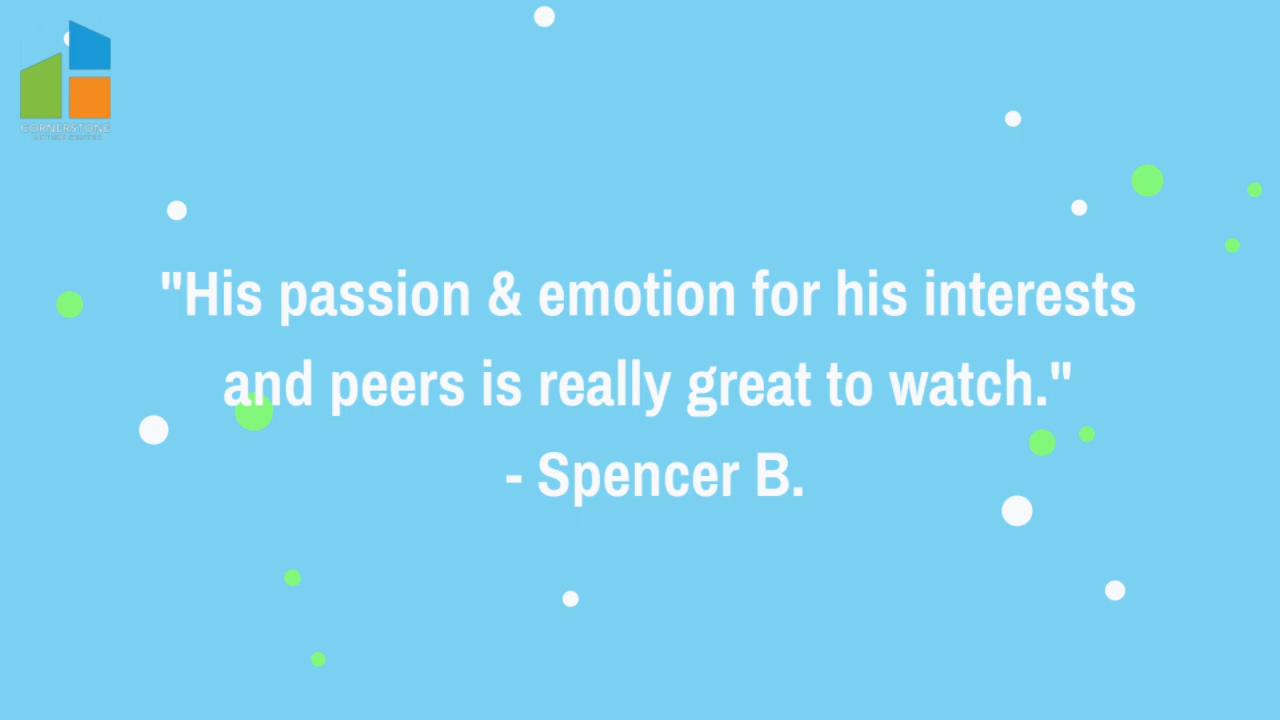 CORNERSTONE
"His passion & emotion for his interests
and peers is really great to watch."
- Spencer B.